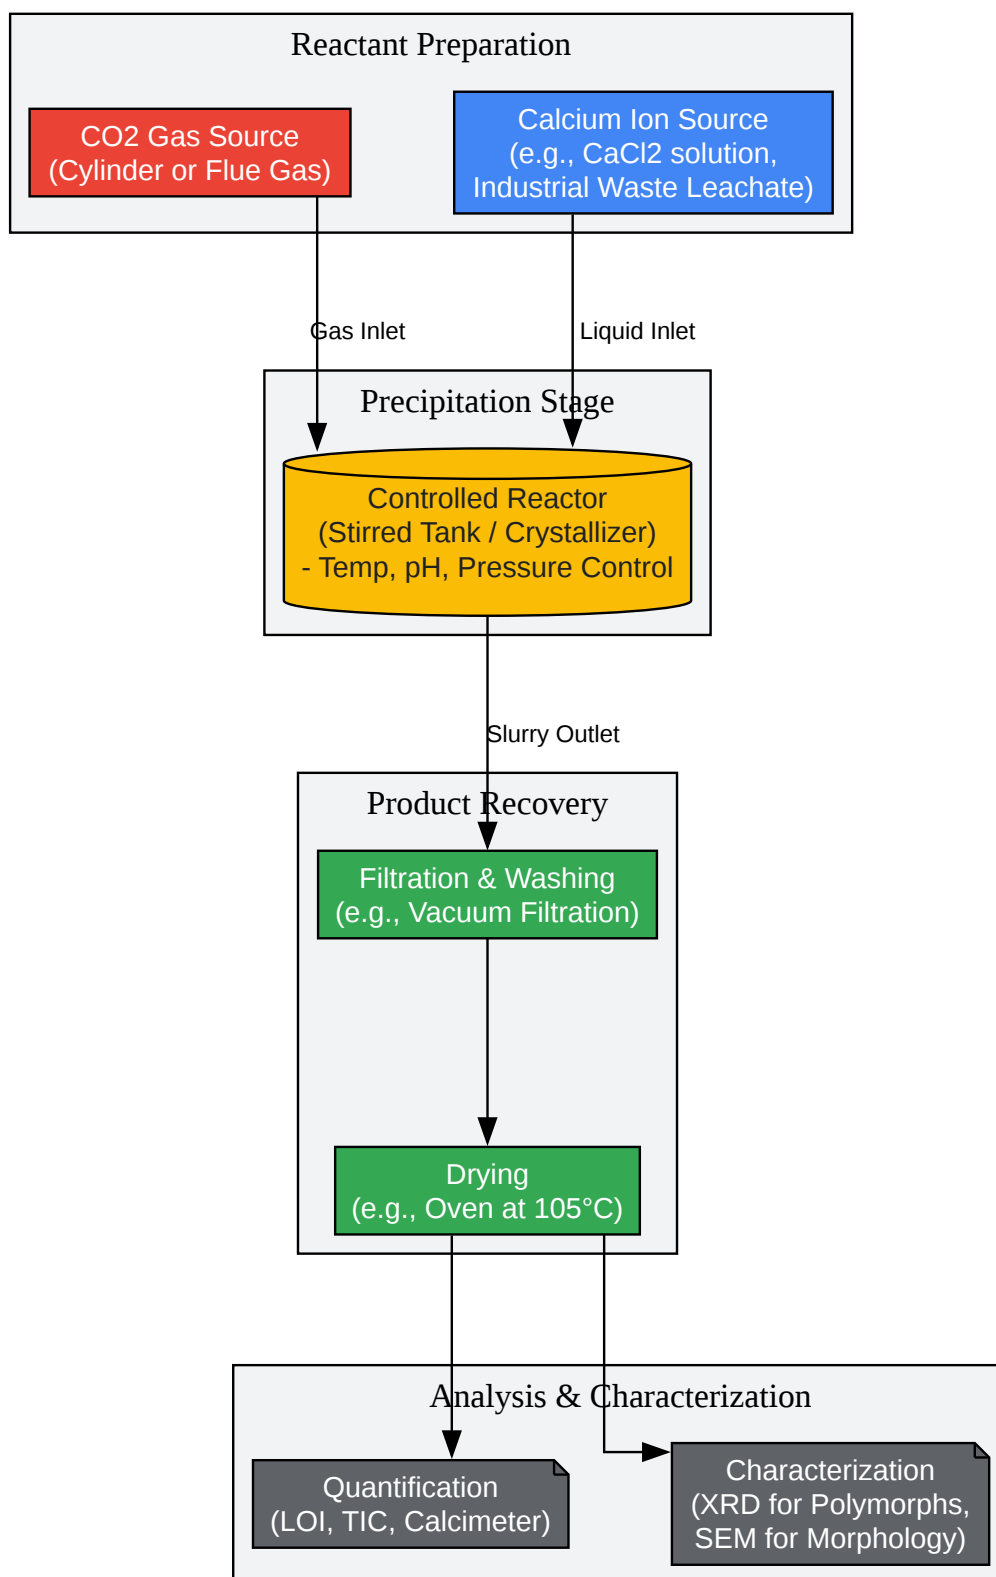 Reactant Preparation
CO2 Gas Source
(Cylinder or Flue Gas)
Calcium Ion Source
(e.g., CaCl2 solution,
Industrial Waste Leachate)
Gas Inlet
Liquid Inlet
Precipitation Stage
Controlled Reactor
(Stirred Tank / Crystallizer)
- Temp, pH, Pressure Control
Slurry Outlet
Product Recovery
Filtration & Washing
(e.g., Vacuum Filtration)
Drying
(e.g., Oven at 105°C)
Analysis & Characterization
Quantification
(LOI, TIC, Calcimeter)
Characterization
(XRD for Polymorphs,
SEM for Morphology)